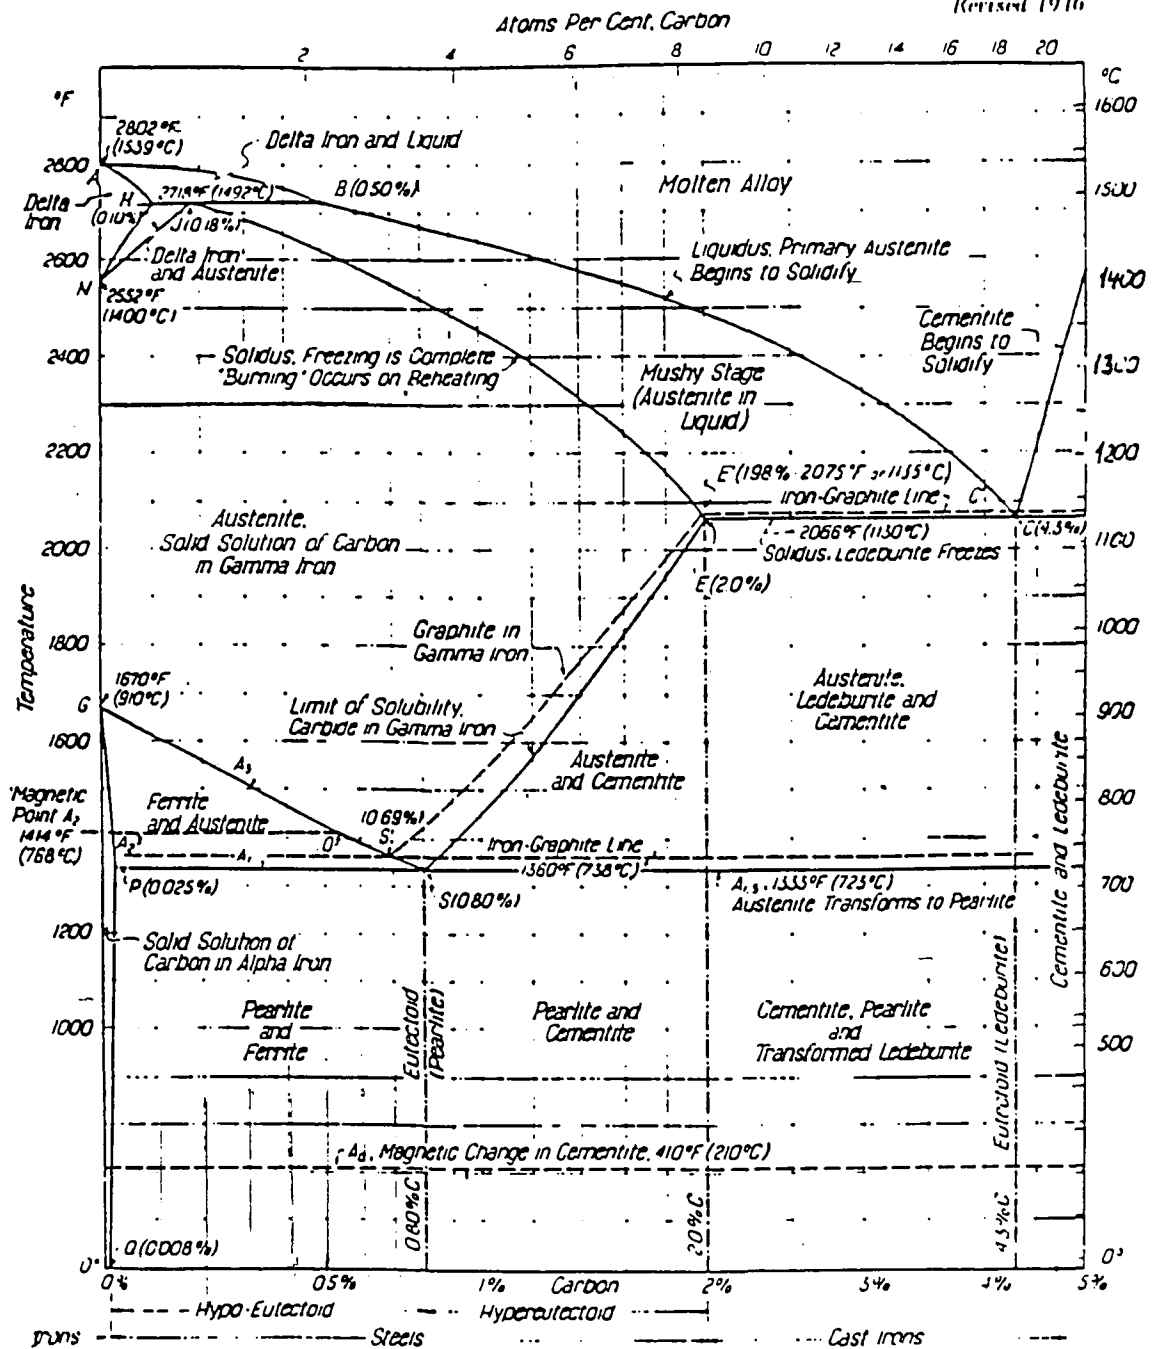 Revised 1946
Atoms Per Cent, Carbon
2 4 6 8 10 12 14 16 18 20
°F
°C
1600
2802°F
(1539°C)
Delta Iron and Liquid
2800
A
H
2718°F (1492°C)
B (0.50%)
Molten Alloy
1500
Delta
Iron
(0.10%)
J (0.18%)
2600
Delta Iron
and Austenite
Liquidus, Primary Austenite
Begins to Solidify
N
2552°F
(1400°C)
1400
Cementite
Begins to
Solidify
Solidus, Freezing is Complete
"Burning" Occurs on Reheating
2400
1300
Mushy Stage
(Austenite in
Liquid)
2200
1200
E' (1.98% - 2075°F or 1135°C)
Iron-Graphite Line
C'
Austenite,
Solid Solution of Carbon
in Gamma Iron
2066°F (1130°C)
C (4.3%)
2000
Solidus, Ledeburite Freezes
1100
E (2.0%)
Temperature
Graphite in
Gamma Iron
1800
1000
1670°F
(910°C)
G
Limit of Solubility,
Carbide in Gamma Iron
Austenite,
Ledeburite and
Cementite
900
1600
Austenite
and Cementite
"Magnetic
Point A2
1414°F
(768°C)
Ferrite
and Austenite
A3
(0.69%)
S'
O
800
A2
A1
Iron-Graphite Line
1360°F (738°C)
P (0.025%)
S (0.80%)
A1,3, 1333°F (723°C)
Austenite Transforms to Pearlite
700
Cementite and Ledeburite
1200
Solid Solution of
Carbon in Alpha Iron
600
1000
Pearlite
and
Ferrite
Eutectoid
(Pearlite)
Pearlite and
Cementite
Cementite, Pearlite
and
Transformed Ledeburite
Eutectoid (Ledeburite)
500
A0, Magnetic Change in Cementite, 410°F (210°C)
0.80%C
2.0%C
4.3%C
Q (0.008%)
0°
0°
0% 0.5% 1% Carbon 2% 3% 4% 5%
Hypo-Eutectoid Hypereutectoid
Irons Steels Cast Irons